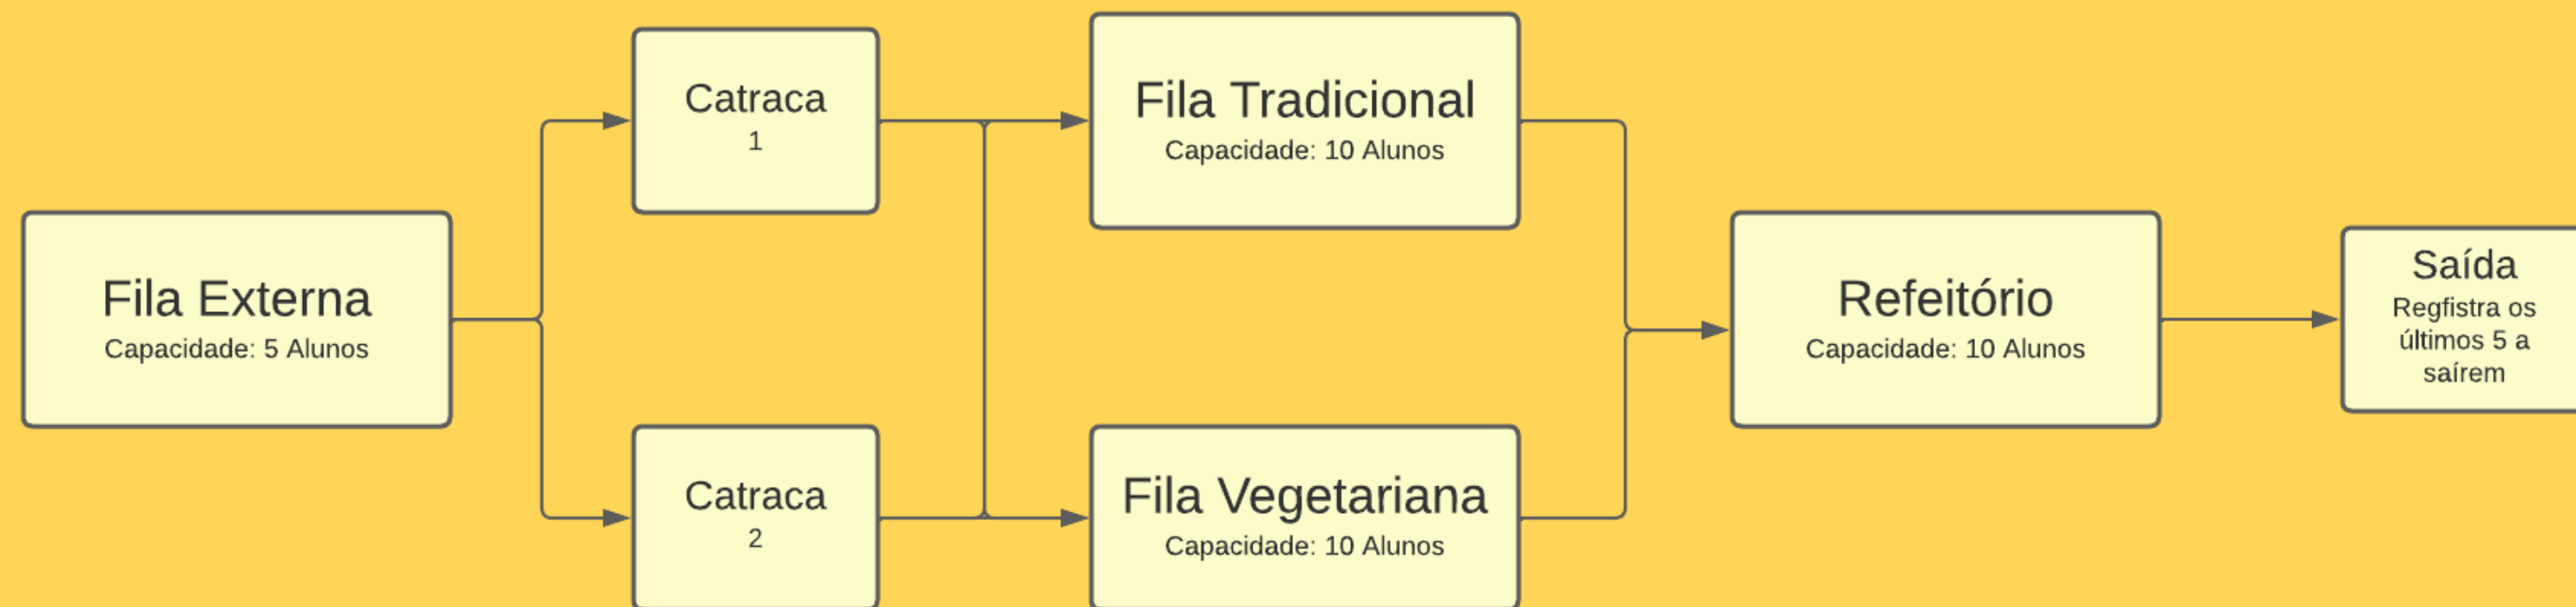 Fila Externa
Capacidade: 5 Alunos
Catraca
1
Catraca
2
Fila Tradicional
Capacidade: 10 Alunos
Fila Vegetariana
Capacidade: 10 Alunos
Refeitório
Capacidade: 10 Alunos
Saída
Regfistra os
últimos 5 a
saírem